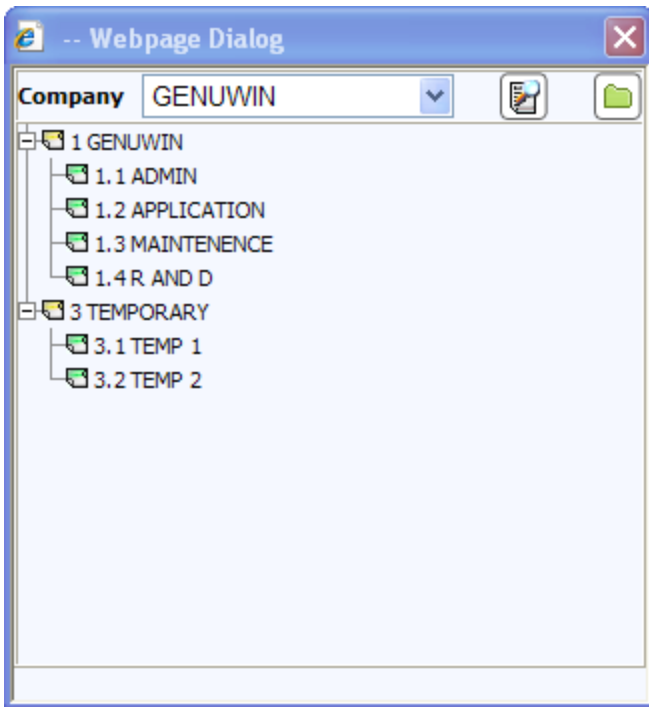 -- Webpage Dialog
Company GENUWIN
1 GENUWIN
1.1 ADMIN
1.2 APPLICATION
1.3 MAINTENENCE
1.4 R AND D
3 TEMPORARY
3.1 TEMP 1
3.2 TEMP 2